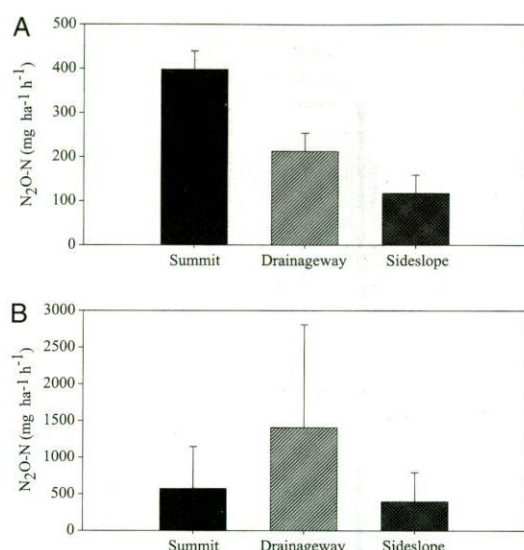 A
500
400
300
200
100
0
N₂O-N (mg ha⁻¹ h⁻¹)
Summit Drainageway Sideslope
B
3000
2500
2000
1500
1000
500
0
N₂O-N (mg ha⁻¹ h⁻¹)
Summit Drainageway Sideslope